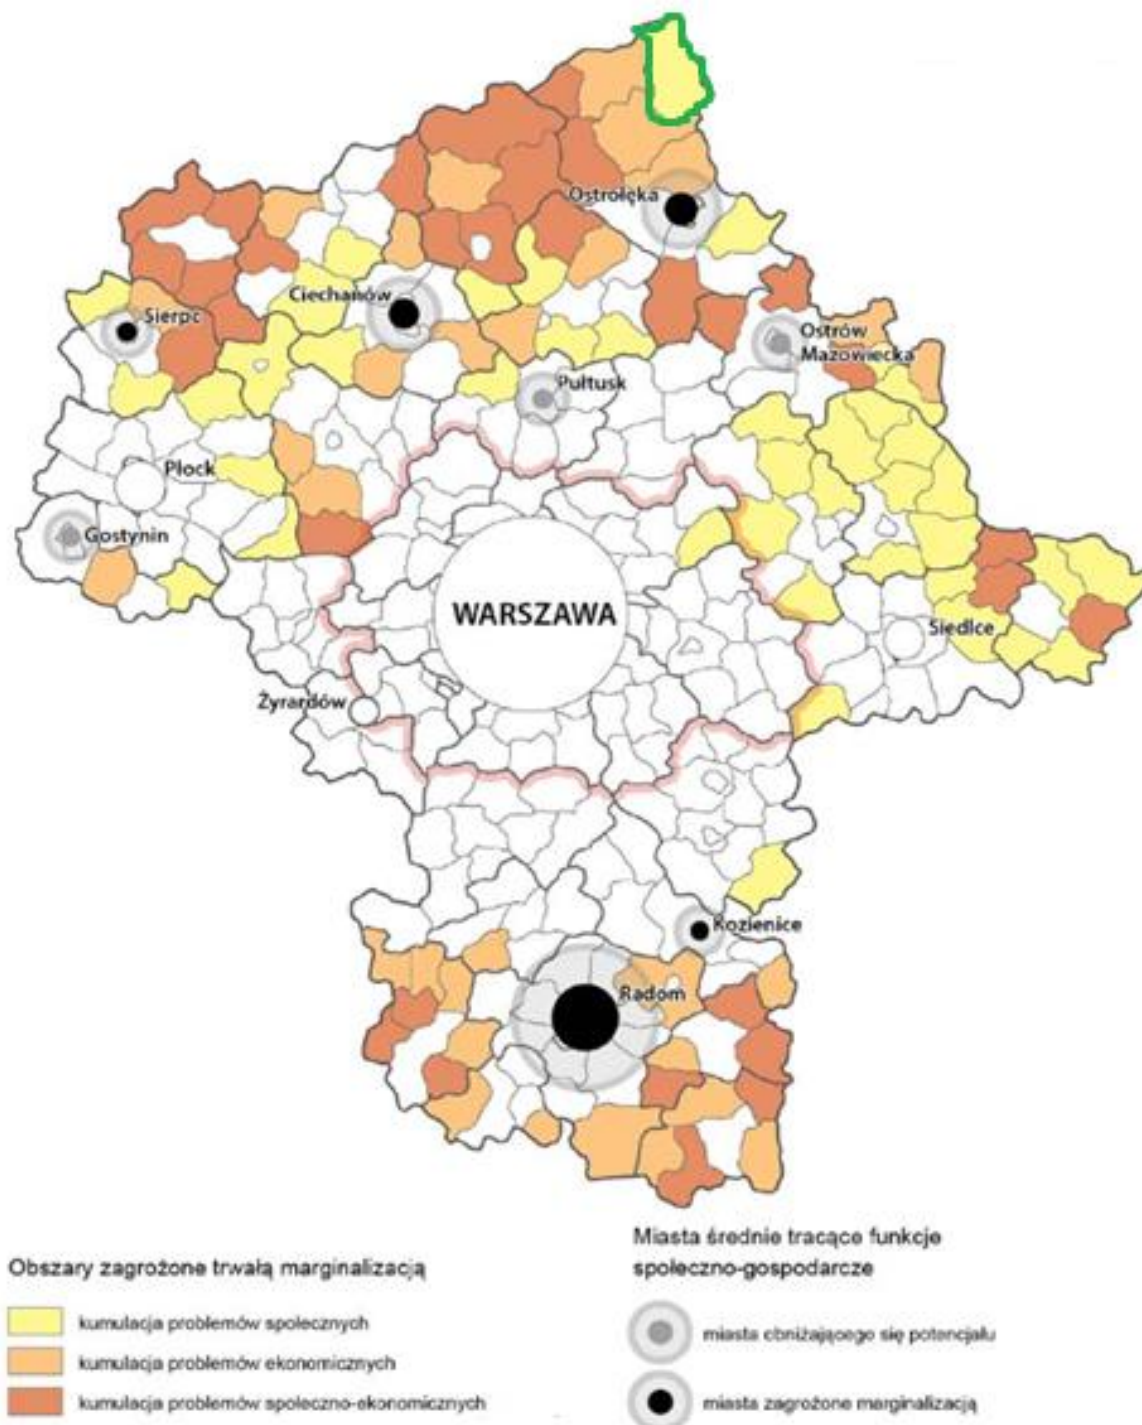 Ostrołęka
Ciechanów
Sierpc
Ostrów
Mazowiecka
Pułtusk
Płock
Gostynin
WARSZAWA
Siedlce
Żyrardów
Kozienice
Radom
Obszary zagrożone trwałą marginalizacją
kumulacja problemów społecznych
kumulacja problemów ekonomicznych
kumulacja problemów społeczno-ekonomicznych
Miasta średnie tracące funkcje
społeczno-gospodarcze
miasta obniżającego się potencjału
miasta zagrożone marginalizacją